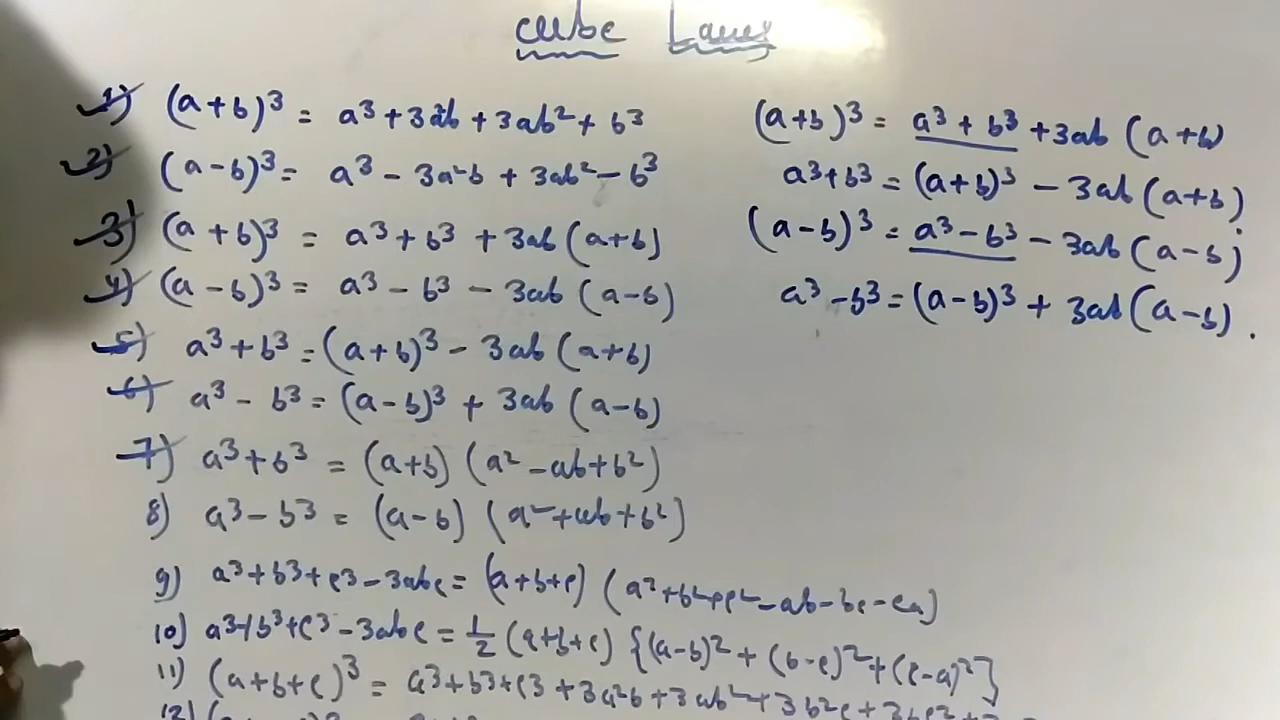 cube Laws
1) (a+b)³ = a³+3a²b+3ab²+b³
2) (a-b)³ = a³ - 3a²b + 3ab² - b³
3) (a+b)³ = a³+b³ +3ab(a+b)
4) (a-b)³ = a³ - b³ - 3ab(a-b)
5) a³+b³ = (a+b)³ - 3ab(a+b)
6) a³ - b³ = (a-b)³ + 3ab(a-b)
7) a³+b³ = (a+b) (a² -ab+b²)
8) a³-b³ = (a-b) (a²+ab+b²)
9) a³+b³+c³-3abc = (a+b+c) (a²+b²+c²-ab-bc-ca)
10) a³+b³+c³-3abc = 1/2 (a+b+c) {(a-b)²+(b-c)²+(c-a)²}
11) (a+b+c)³ = a³+b³+c³+3a²b+3ab²+3b²c+3bc²+
12)
(a+b)³ = a³+b³ +3ab (a+b)
a³+b³ = (a+b)³ - 3ab(a+b)
(a-b)³ = a³-b³ - 3ab(a-b)
a³-b³ = (a-b)³ + 3ab(a-b).